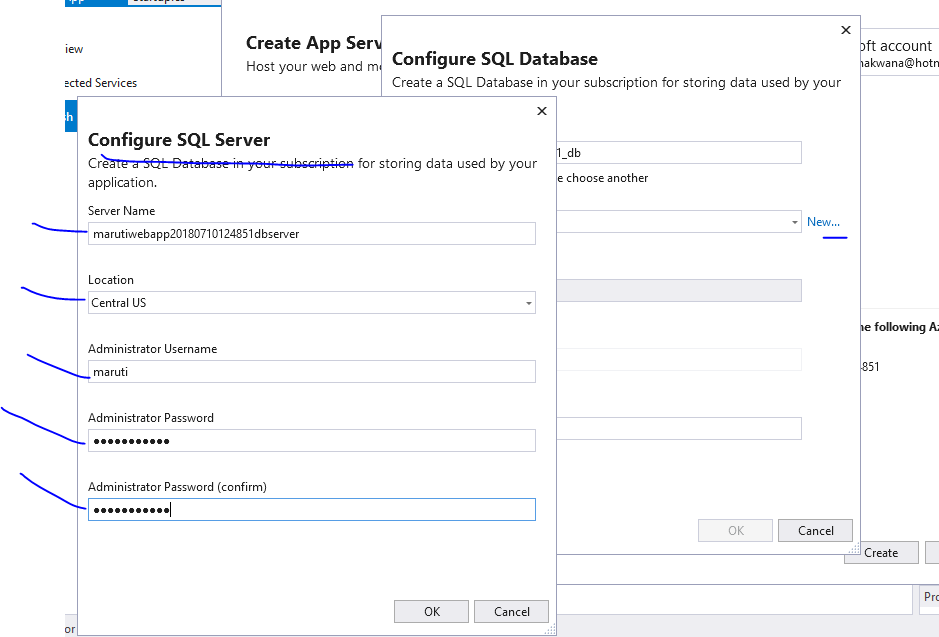 iew
ected Services
Create App Serv
Host your web and m
Configure SQL Database
Create a SQL Database in your subscription for storing data used by your
oft account
nakwana@hotn
Configure SQL Server
Create a SQL Database in your subscription for storing data used by your
application.
Server Name
marutiwebapp20180710124851dbserver
Location
Central US
Administrator Username
maruti
Administrator Password
●●●●●●●●●●●
Administrator Password (confirm)
●●●●●●●●●●●
OK
Cancel
1_db
e choose another
New...
OK
Cancel
he following Az
851
Create
Pro
or